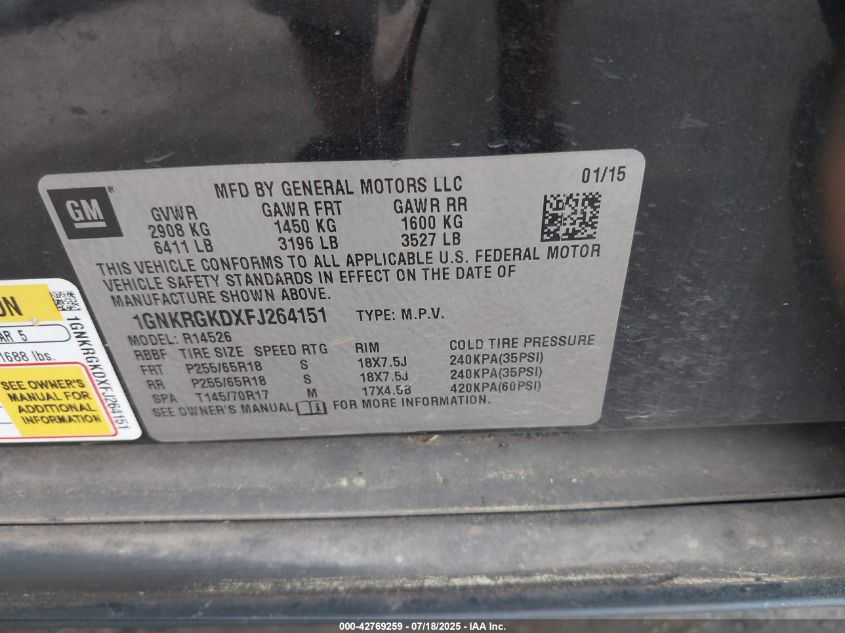 GM
MFD BY GENERAL MOTORS LLC 01/15
GVWR GAWR FRT GAWR RR
2908 KG 1450 KG 1600 KG
6411 LB 3196 LB 3527 LB
THIS VEHICLE CONFORMS TO ALL APPLICABLE U.S. FEDERAL MOTOR
VEHICLE SAFETY STANDARDS IN EFFECT ON THE DATE OF
MANUFACTURE SHOWN ABOVE.
1GNKRGKDXFJ264151 TYPE: M.P.V.
MODEL: R14526
RBBF TIRE SIZE SPEED RTG RIM COLD TIRE PRESSURE
FRT P255/65R18 S 18X7.5J 240KPA(35PSI)
RR P255/65R18 S 18X7.5J 240KPA(35PSI)
SPA T145/70R17 M 17X4.5B 420KPA(60PSI)
SEE OWNER'S MANUAL FOR MORE INFORMATION.
ON
AR 5
1688 lbs.
SEE OWNER'S
MANUAL FOR
ADDITIONAL
INFORMATION
1GNKRGKDXFJ264151
000-42769259 - 07/18/2025 - IAA Inc.